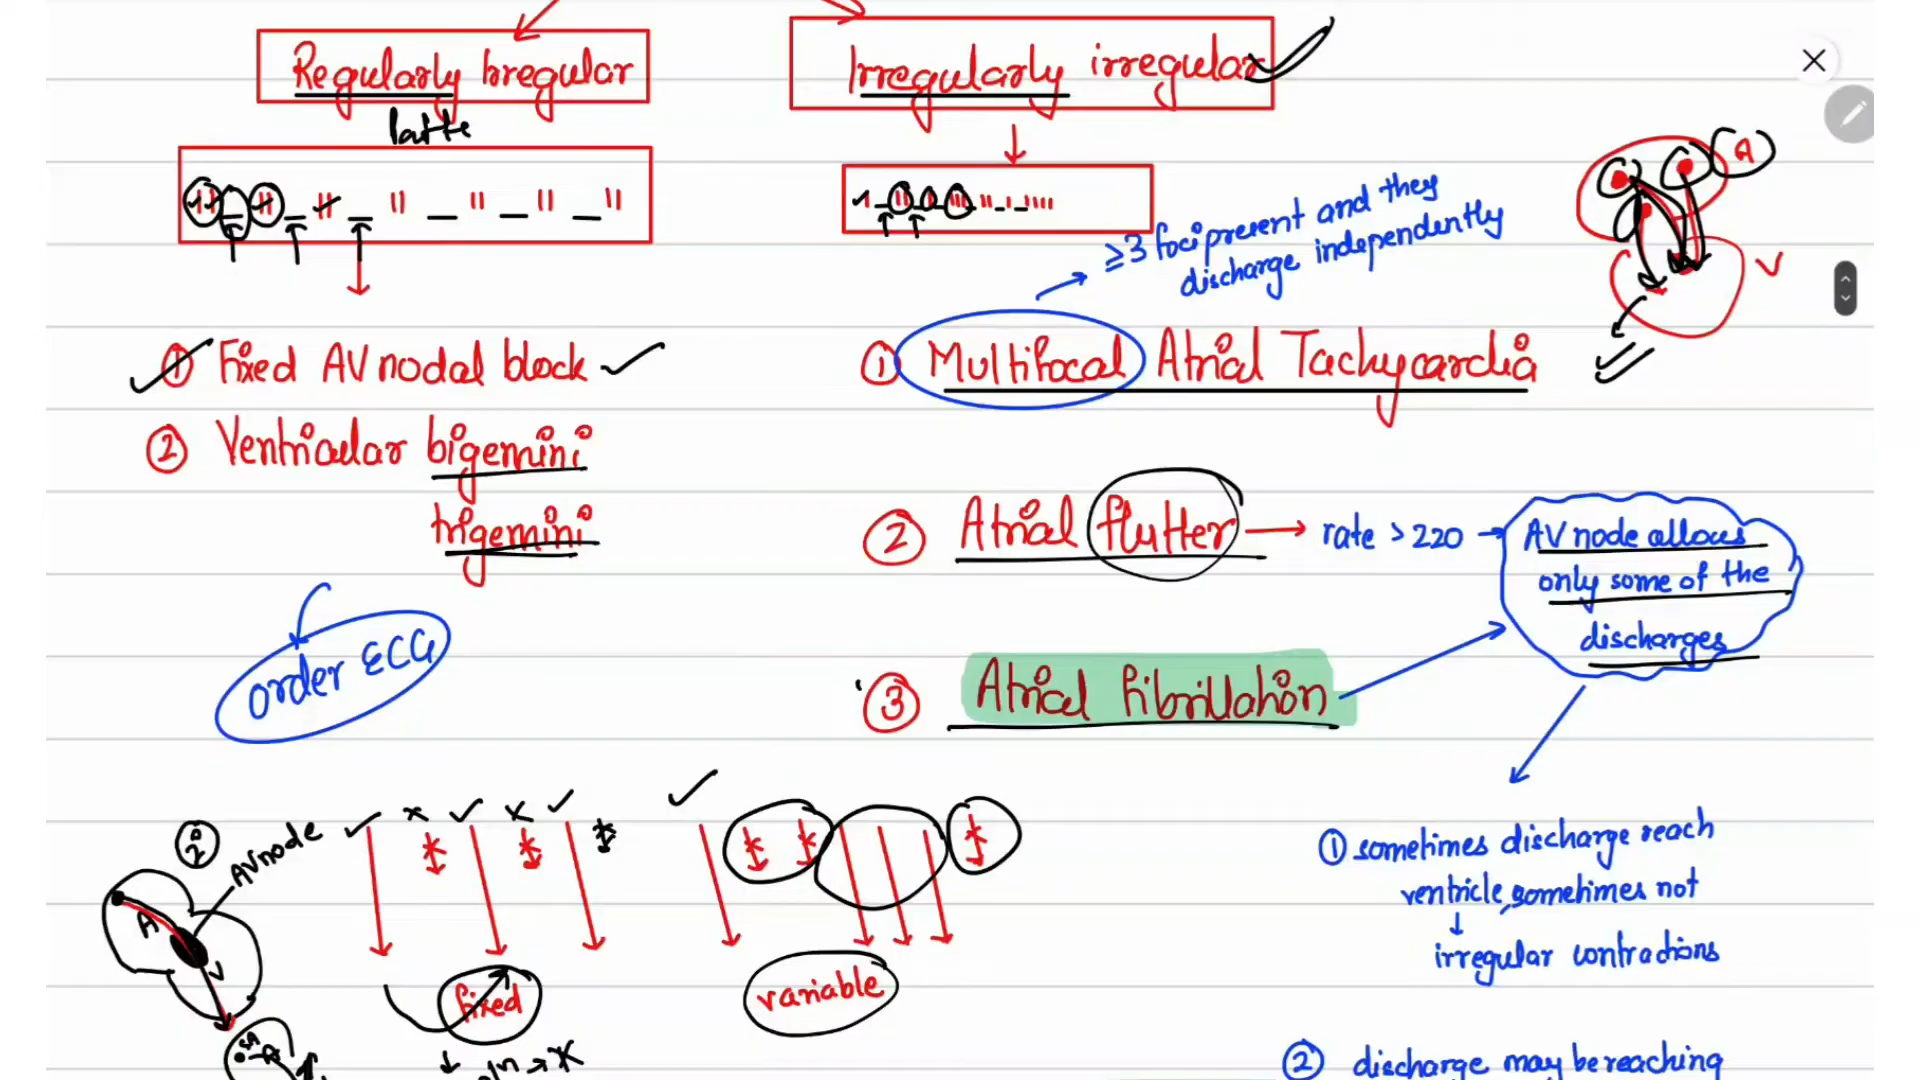 Regularly Irregular
Irregularly irregular
latte
≥3 foci present and they
discharge independently
A
V
① Fixed AV nodal block
② Ventricular bigemini
trigemini
order ECG
① Multifocal Atrial Tachycardia
② Atrial flutter → rate > 220 → AV node allows
only some of the
discharges
③ Atrial fibrillation
② AV node
A
V
fixed
variable
SA
① sometimes discharge reach
ventricle, sometimes not
↓
irregular contractions
② discharge may be reaching